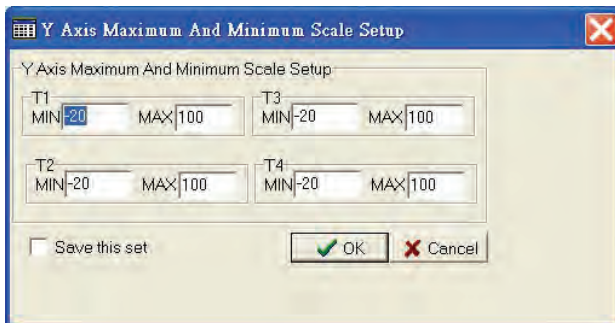 Y Axis Maximum And Minimum Scale Setup
Y Axis Maximum And Minimum Scale Setup
T1
MIN -20 MAX 100
T3
MIN -20 MAX 100
T2
MIN -20 MAX 100
T4
MIN -20 MAX 100
Save this set
OK
Cancel